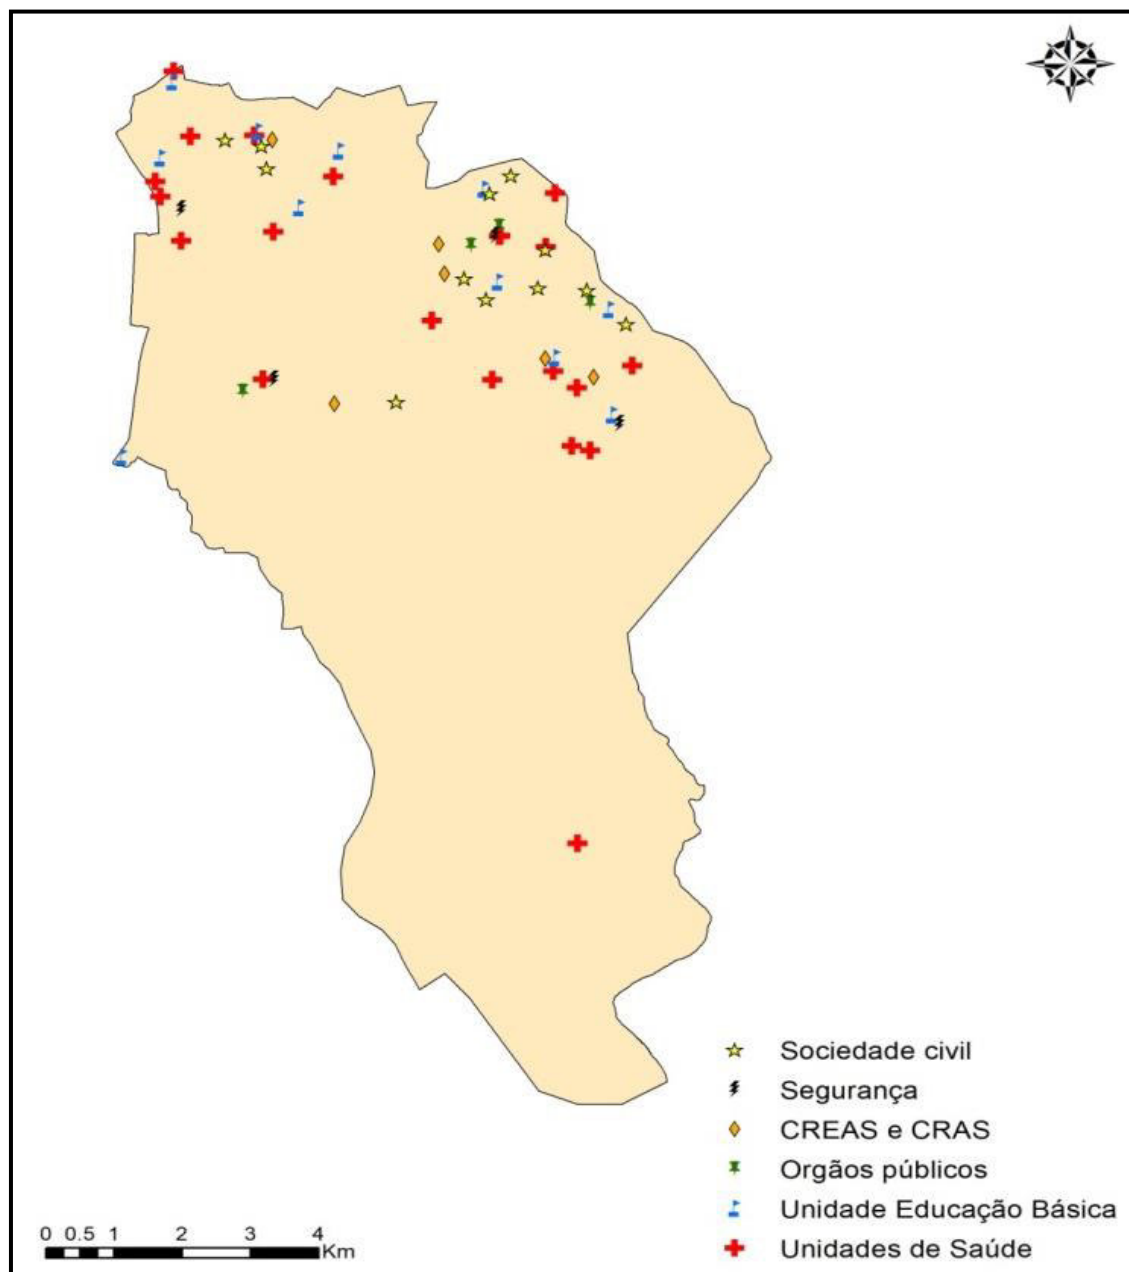 Sociedade civil
Segurança
CREAS e CRAS
Orgãos públicos
Unidade Educação Básica
Unidades de Saúde
0 0.5 1 2 3 4
Km